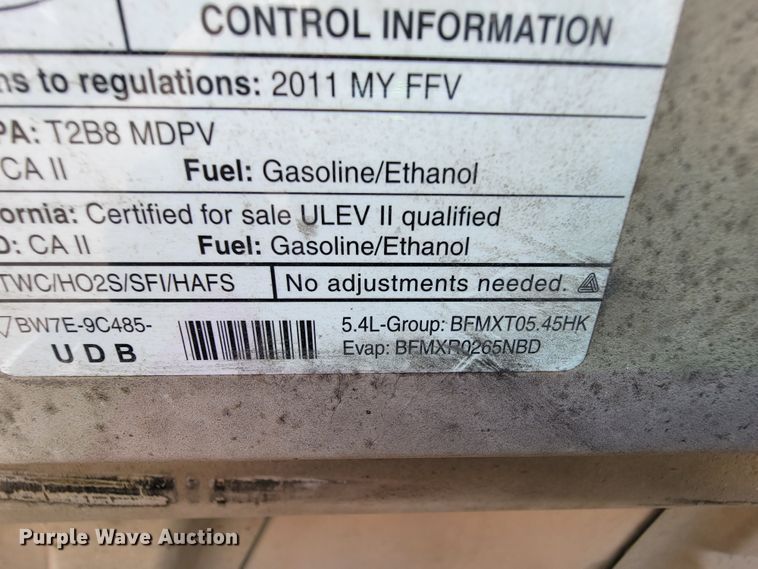 CONTROL INFORMATION
ns to regulations: 2011 MY FFV
PA: T2B8 MDPV
CA II Fuel: Gasoline/Ethanol
ornia: Certified for sale ULEV II qualified
D: CA II Fuel: Gasoline/Ethanol
TWC/HO2S/SFI/HAFS No adjustments needed.
BW7E-9C485- 5.4L-Group: BFMXT05.45HK
UDB Evap: BFMXR0265NBD
Purple Wave Auction